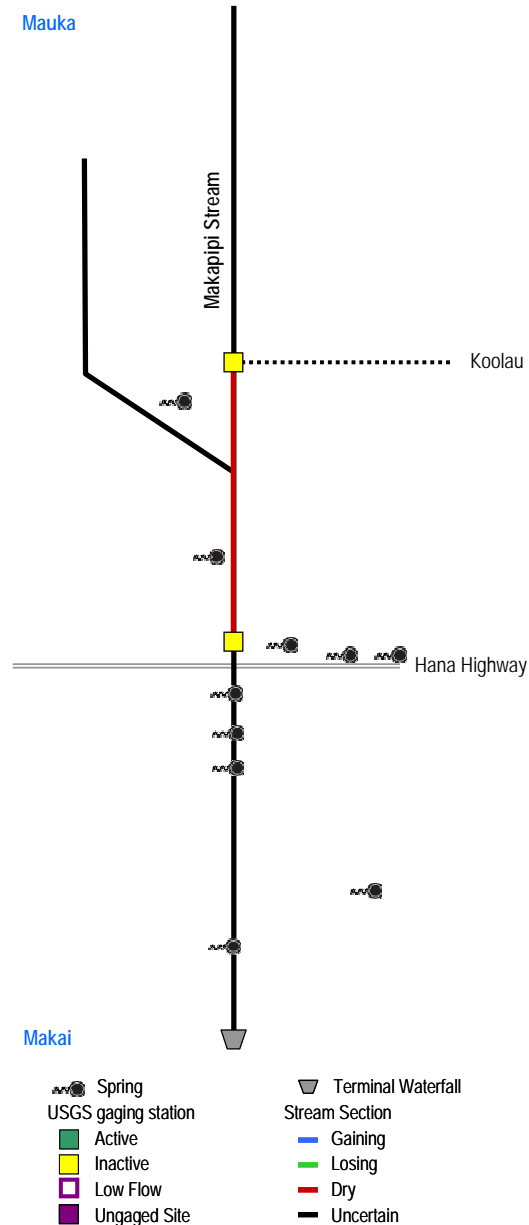 Mauka
Makapipi Stream
Koolau
Hana Highway
Makai
Spring
Terminal Waterfall
USGS gaging station
Stream Section
Active
Gaining
Inactive
Losing
Low Flow
Dry
Ungaged Site
Uncertain